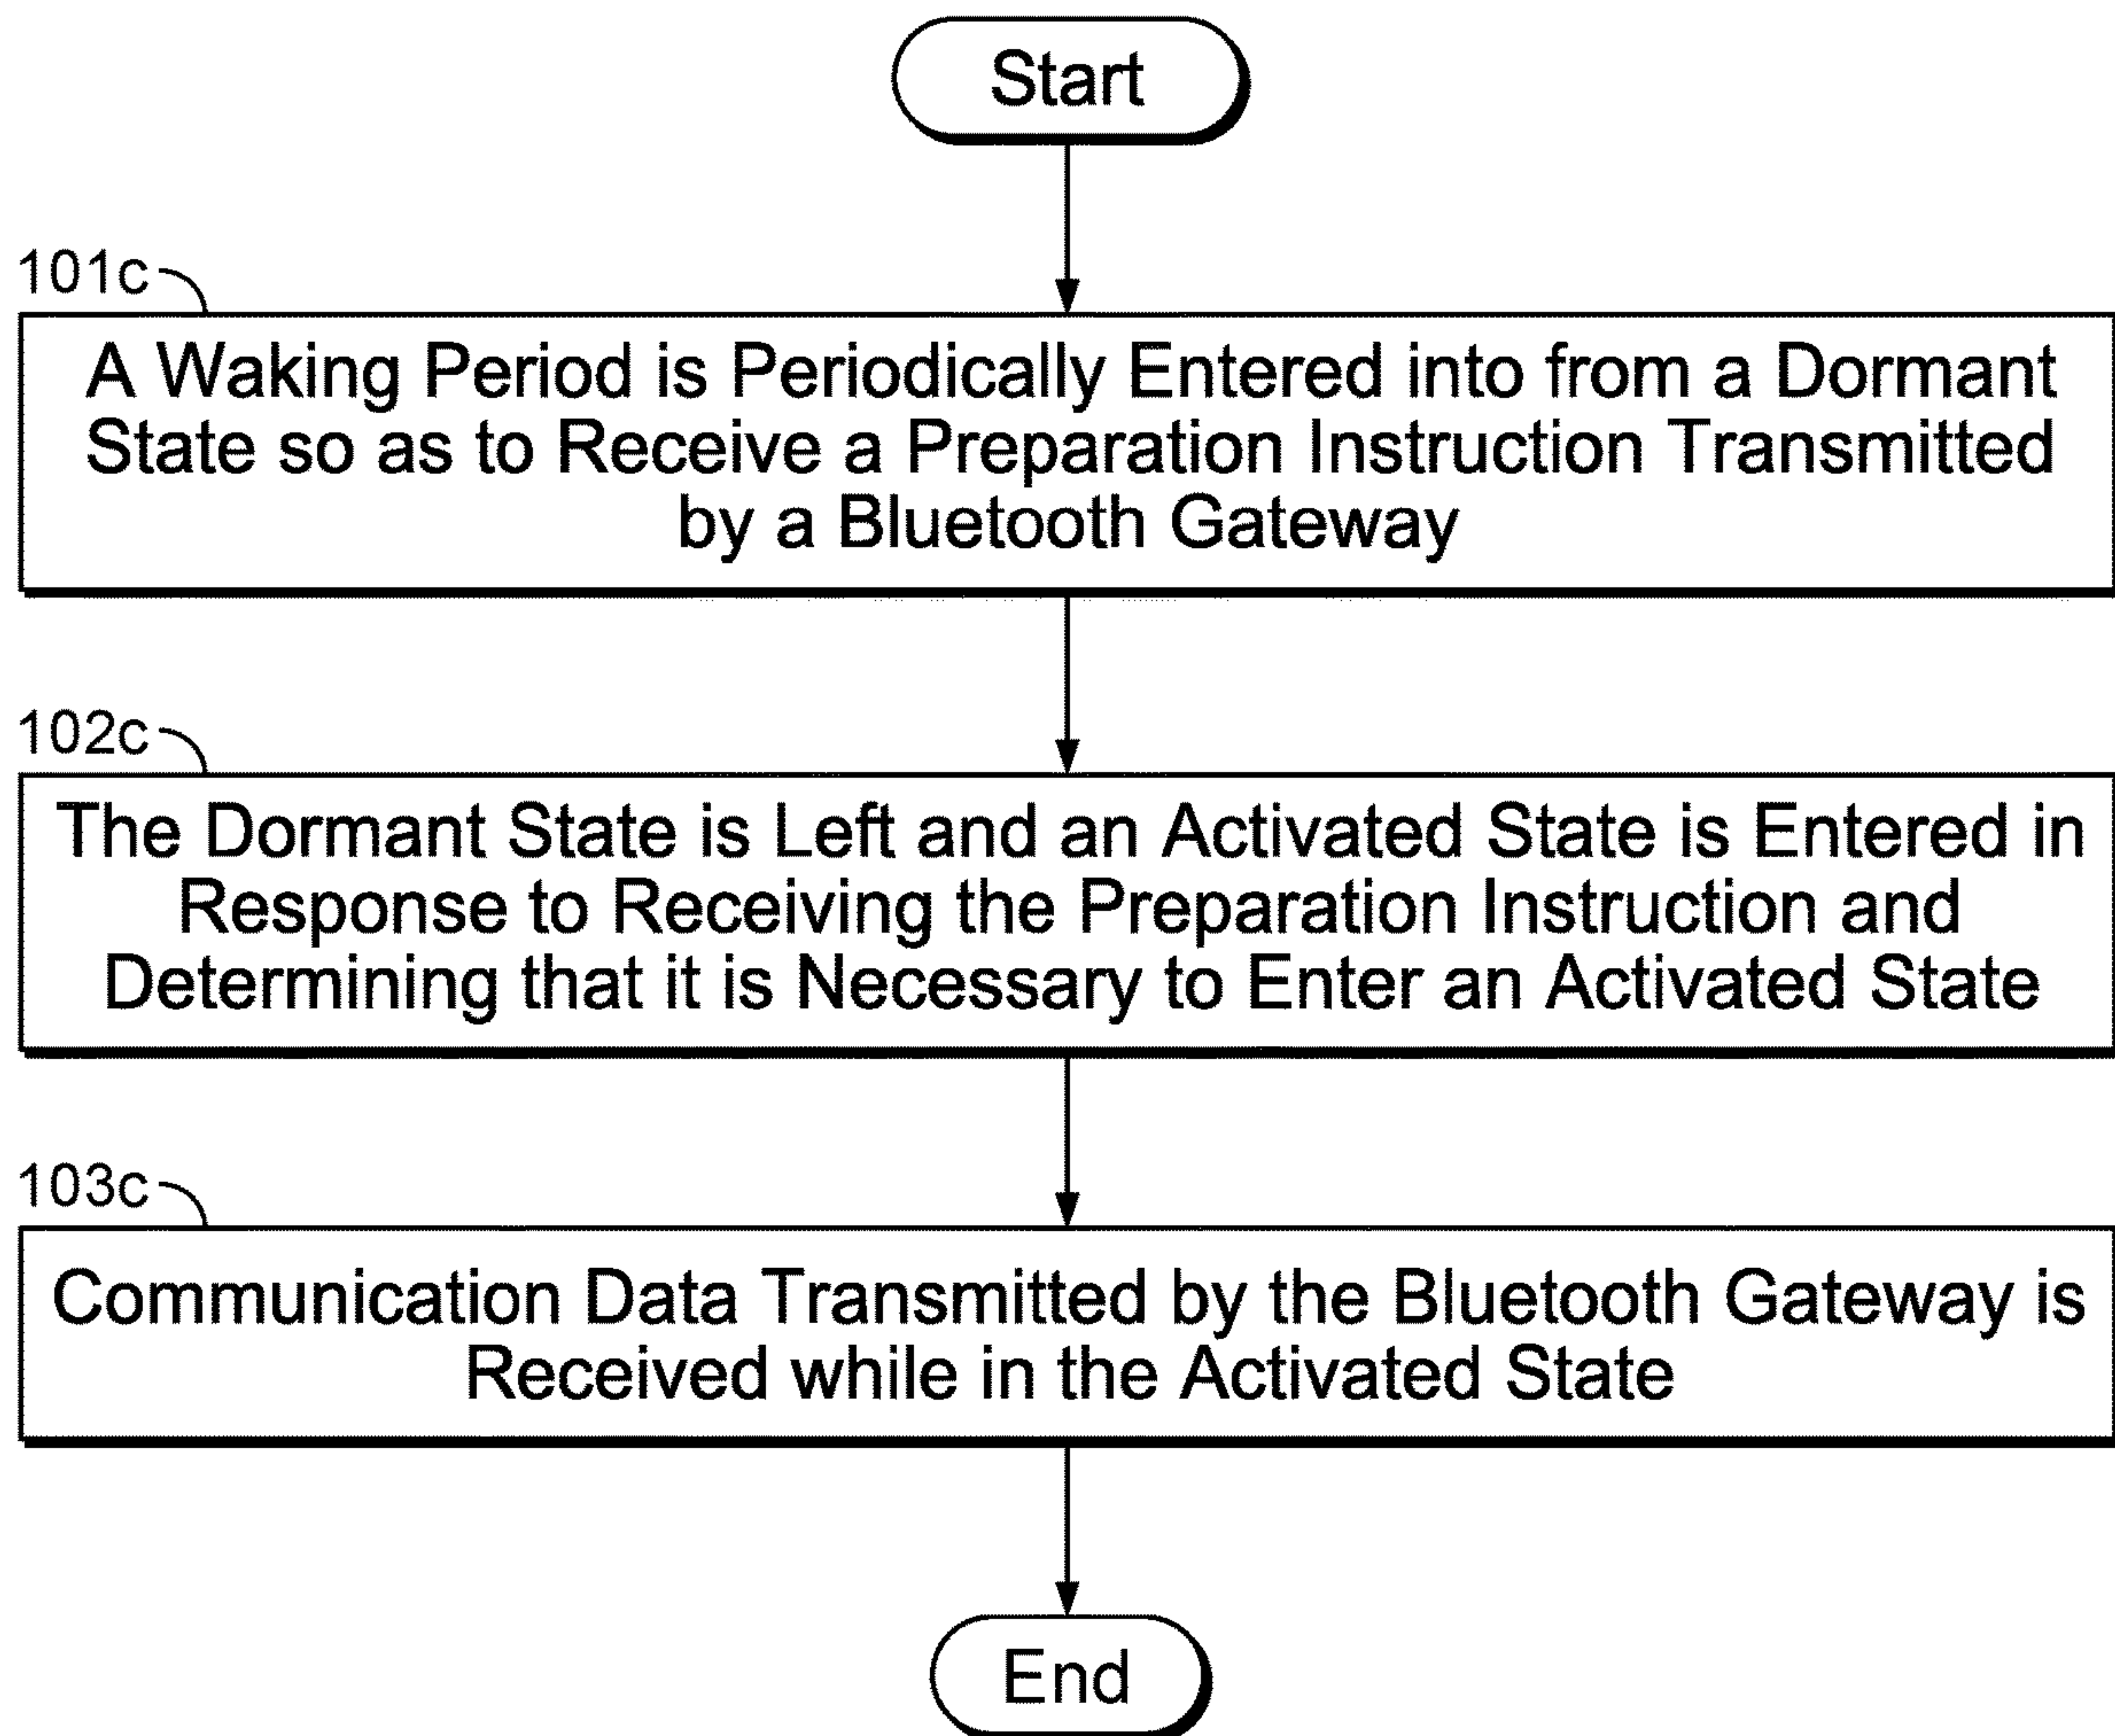 Start
101c
A Waking Period is Periodically Entered into from a Dormant
State so as to Receive a Preparation Instruction Transmitted
by a Bluetooth Gateway
102c
The Dormant State is Left and an Activated State is Entered in
Response to Receiving the Preparation Instruction and
Determining that it is Necessary to Enter an Activated State
103c
Communication Data Transmitted by the Bluetooth Gateway is
Received while in the Activated State
End